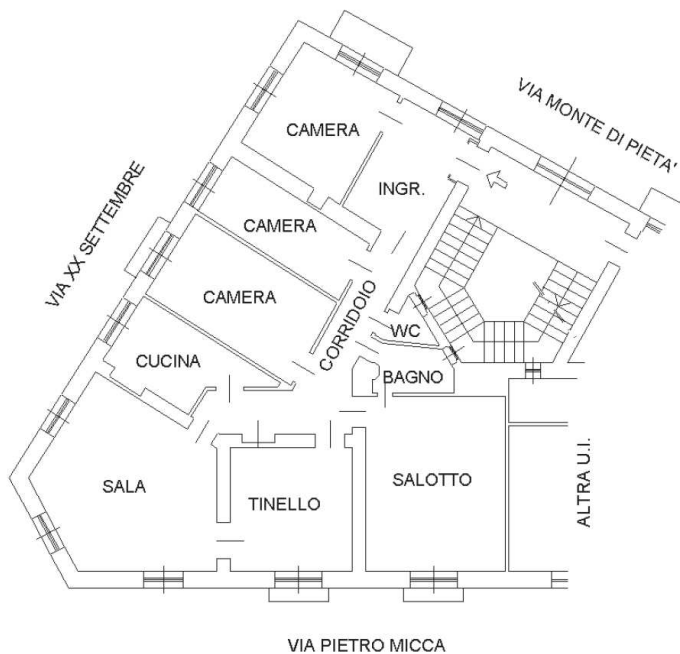 VIA MONTE DI PIETA'
CAMERA
VIA XX SETTEMBRE
INGR.
CAMERA
CAMERA
CORRIDOIO
WC
CUCINA
BAGNO
SALA
TINELLO
SALOTTO
ALTRA U.I.
VIA PIETRO MICCA